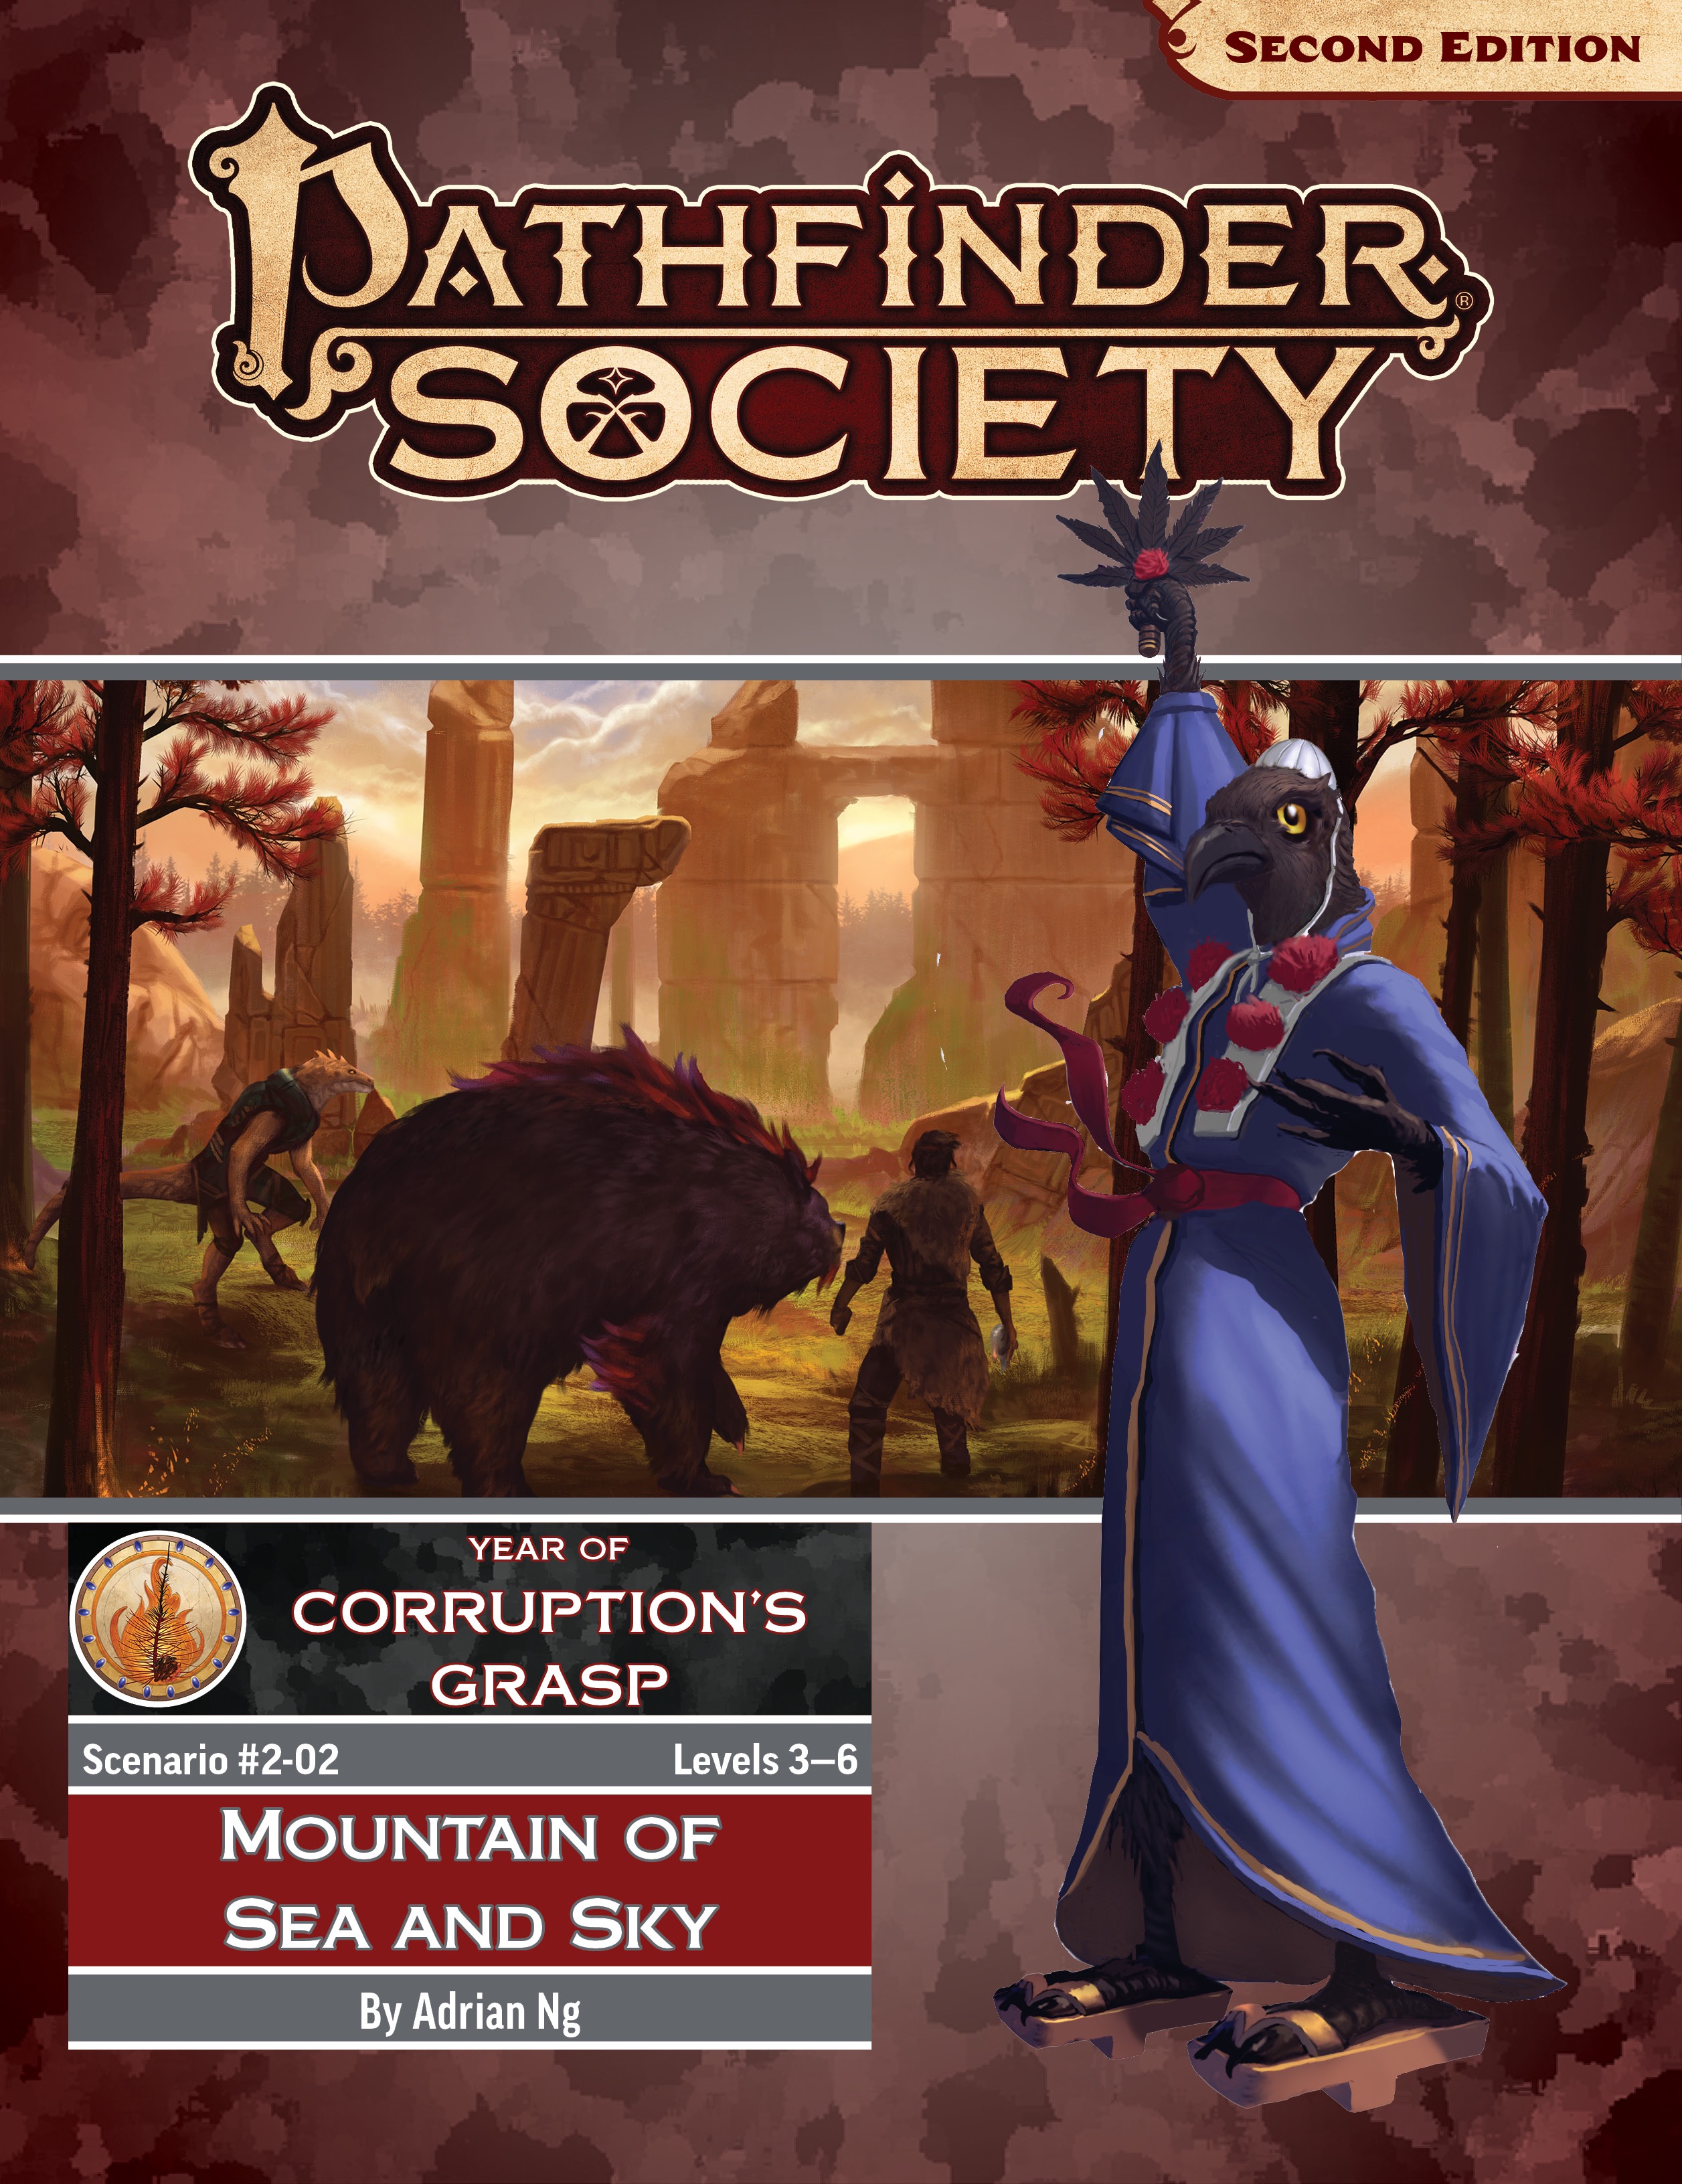 SECOND EDITION
PATHFINDER®
SOCIETY
YEAR OF
CORRUPTION'S
GRASP
Scenario #2-02
Levels 3–6
MOUNTAIN OF
SEA AND SKY
By Adrian Ng